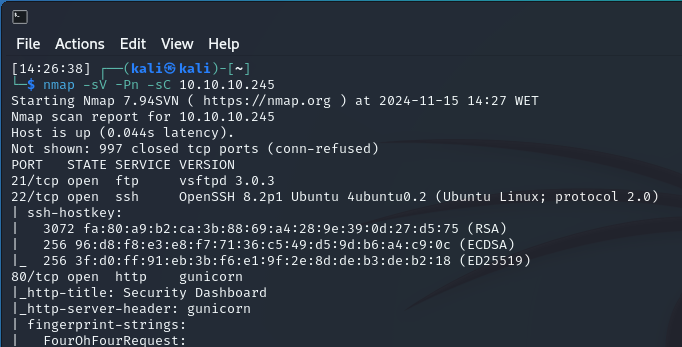 File Actions Edit View Help
[14:26:38] ┌──(kali㉿kali)-[~]
└─$ nmap -sV -Pn -sC 10.10.10.245
Starting Nmap 7.94SVN ( https://nmap.org ) at 2024-11-15 14:27 WET
Nmap scan report for 10.10.10.245
Host is up (0.044s latency).
Not shown: 997 closed tcp ports (conn-refused)
PORT   STATE SERVICE VERSION
21/tcp open  ftp     vsftpd 3.0.3
22/tcp open  ssh     OpenSSH 8.2p1 Ubuntu 4ubuntu0.2 (Ubuntu Linux; protocol 2.0)
| ssh-hostkey:
|   3072 fa:80:a9:b2:ca:3b:88:69:a4:28:9e:39:0d:27:d5:75 (RSA)
|   256 96:d8:f8:e3:e8:f7:71:36:c5:49:d5:9d:b6:a4:c9:0c (ECDSA)
|_  256 3f:d0:ff:91:eb:3b:f6:e1:9f:2e:8d:de:b3:de:b2:18 (ED25519)
80/tcp open  http    gunicorn
|_http-title: Security Dashboard
|_http-server-header: gunicorn
| fingerprint-strings:
|   FourOhFourRequest: